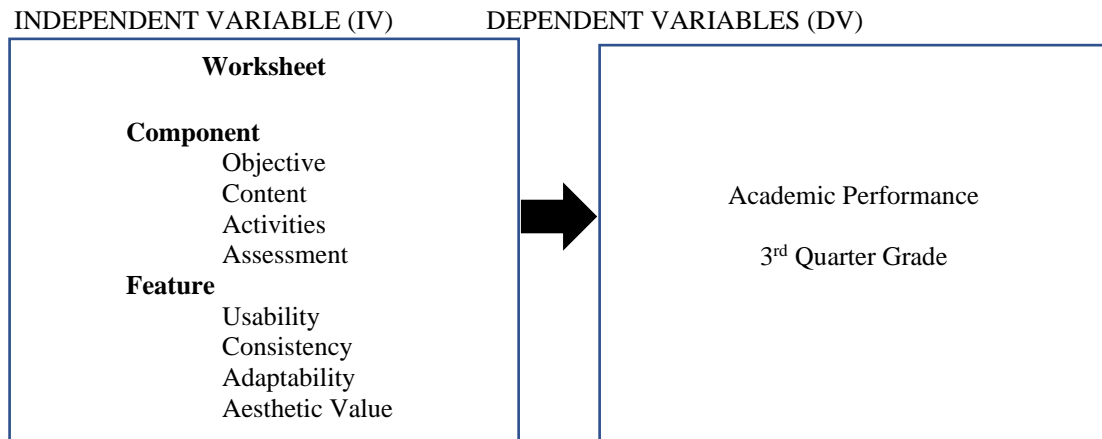 INDEPENDENT VARIABLE (IV)
DEPENDENT VARIABLES (DV)
Worksheet
Component
Objective
Content
Activities
Assessment
Feature
Usability
Consistency
Adaptability
Aesthetic Value
Academic Performance
3rd Quarter Grade